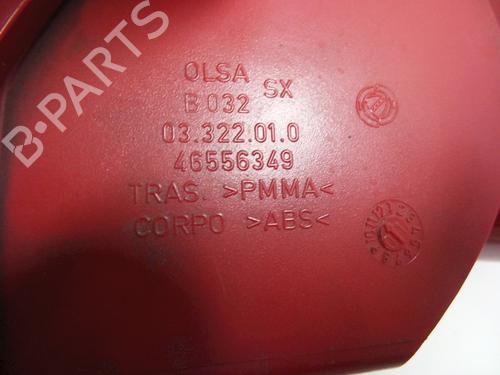 B-PARTS
OLSA SX
B 032
03.322.01.0
46556349
TRAS. >PMMA<
CORPO >ABS<